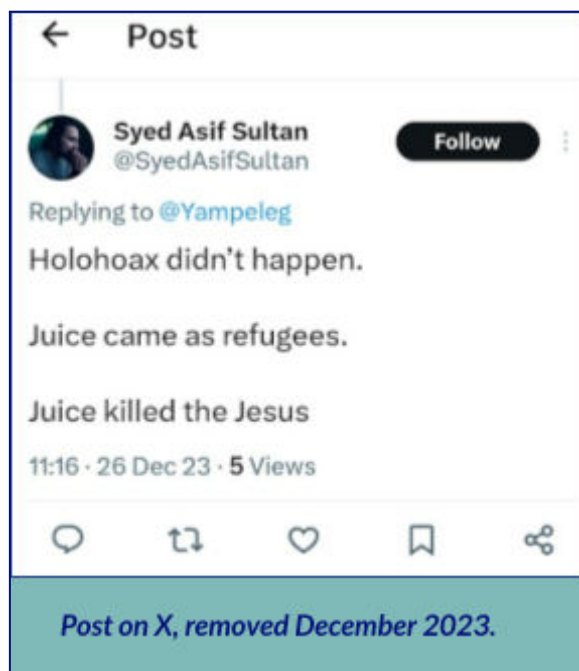 Post
Syed Asif Sultan
@SyedAsifSultan
Follow
Replying to @Yampeleg
Holohoax didn't happen.
Juice came as refugees.
Juice killed the Jesus
11:16 · 26 Dec 23 · 5 Views
Post on X, removed December 2023.